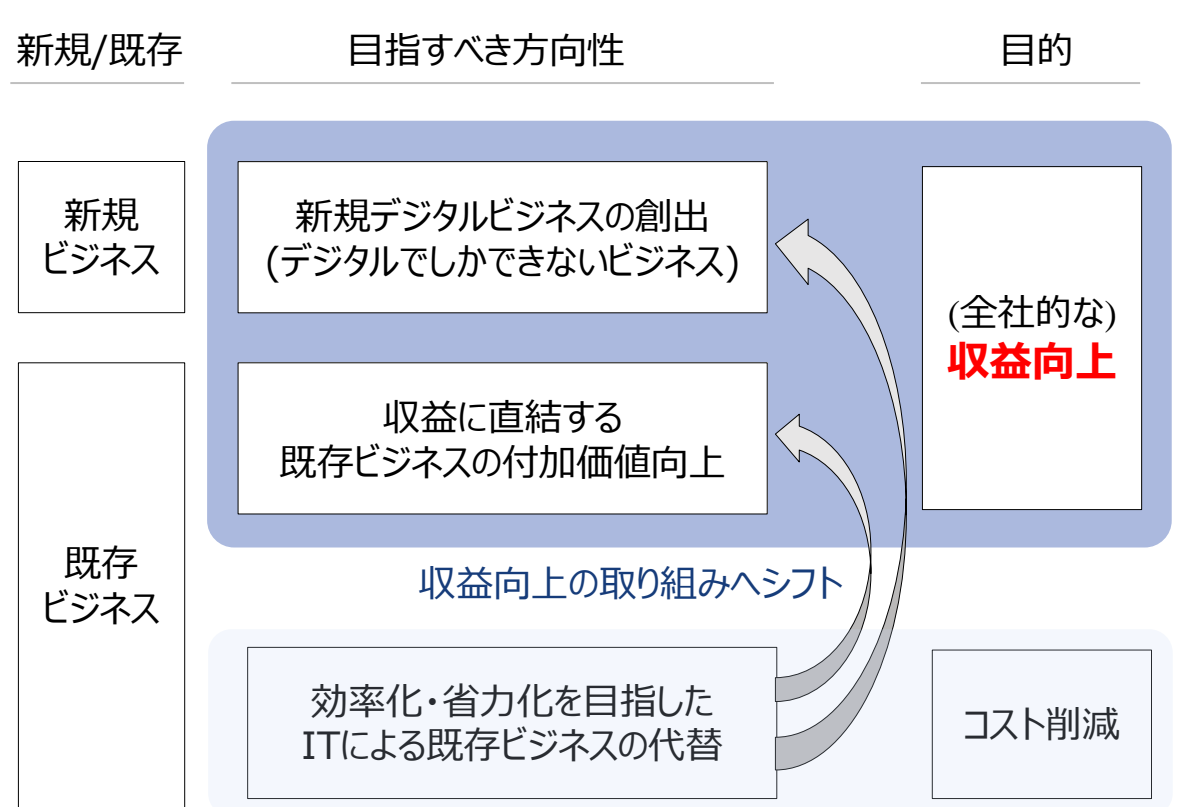 新規/既存
目指すべき方向性
目的
新規
ビジネス
新規デジタルビジネスの創出
(デジタルでしかできないビジネス)
(全社的な)
収益向上
収益に直結する
既存ビジネスの付加価値向上
既存
ビジネス
収益向上の取り組みへシフト
効率化・省力化を目指した
ITによる既存ビジネスの代替
コスト削減